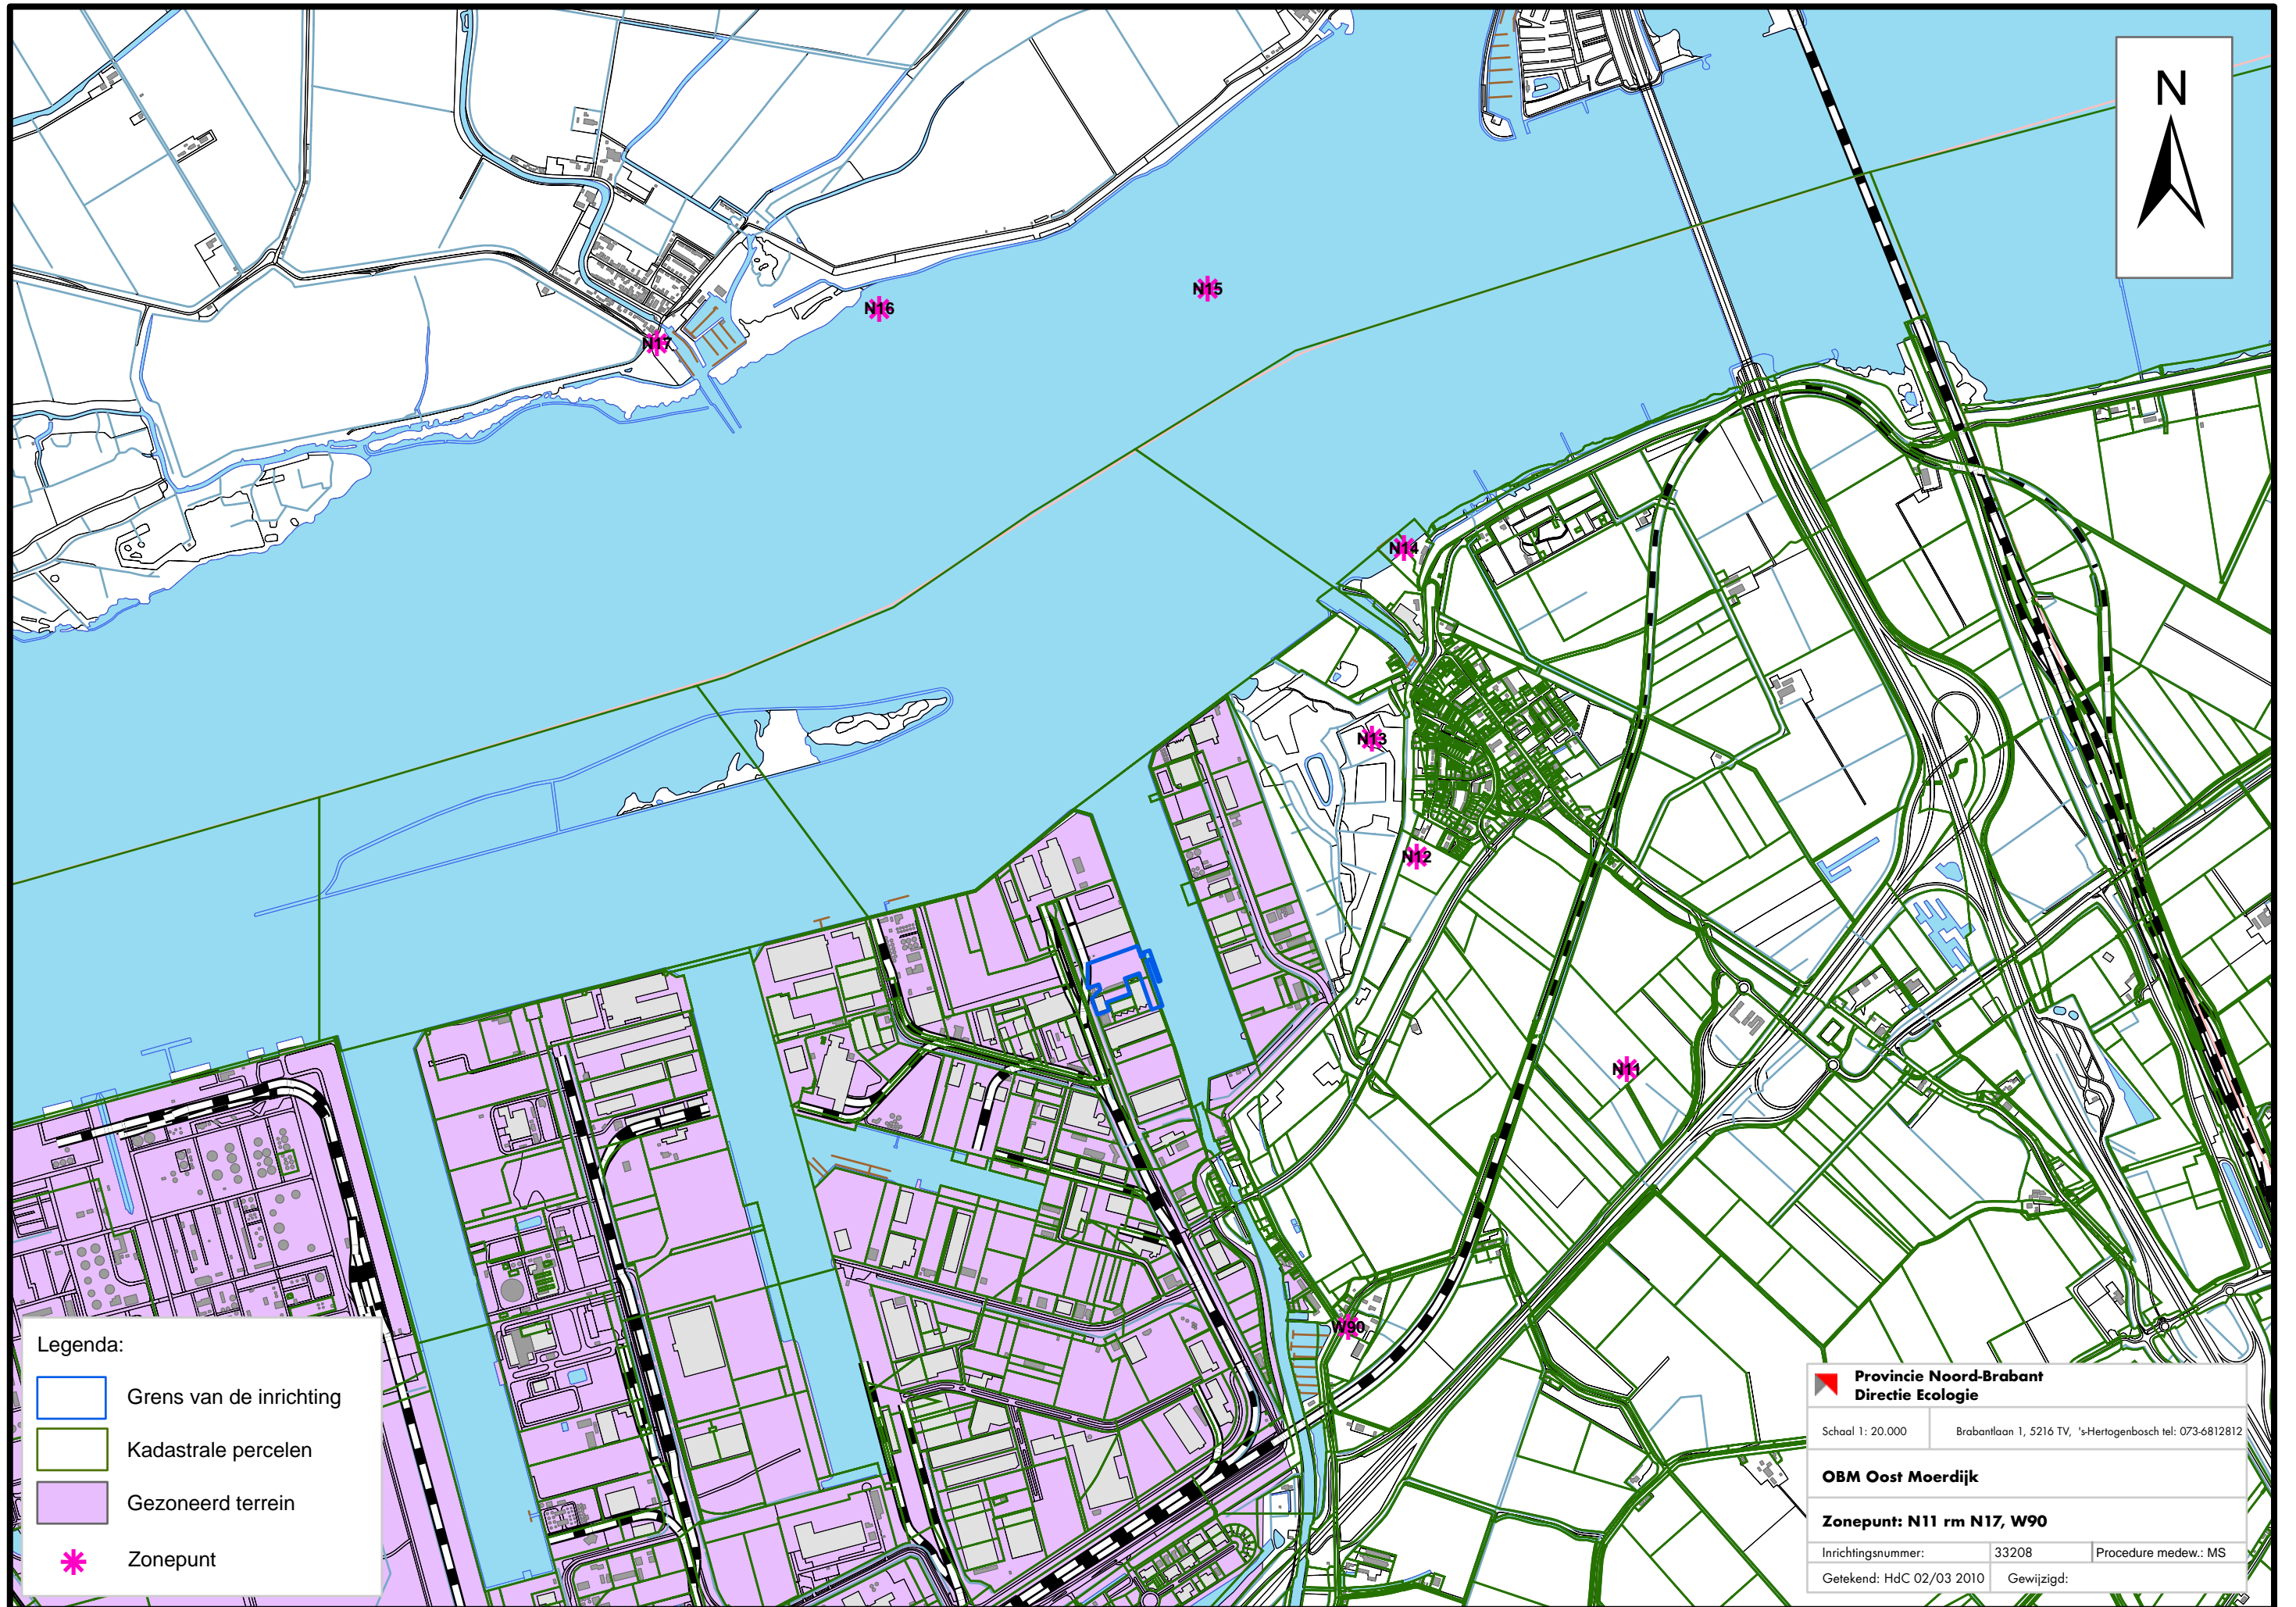 N
N15
N16
N17
N14
N13
N12
N11
W90
Legenda:
Grens van de inrichting
Kadastrale percelen
Gezoneerd terrein
Zonepunt
Provincie Noord-Brabant
Directie Ecologie
Schaal 1: 20.000
Brabantlaan 1, 5216 TV, 's-Hertogenbosch tel: 073-6812812
OBM Oost Moerdijk
Zonepunt: N11 rm N17, W90
Inrichtingsnummer: 33208 Procedure medew.: MS
Getekend: HdC 02/03 2010 Gewijzigd: